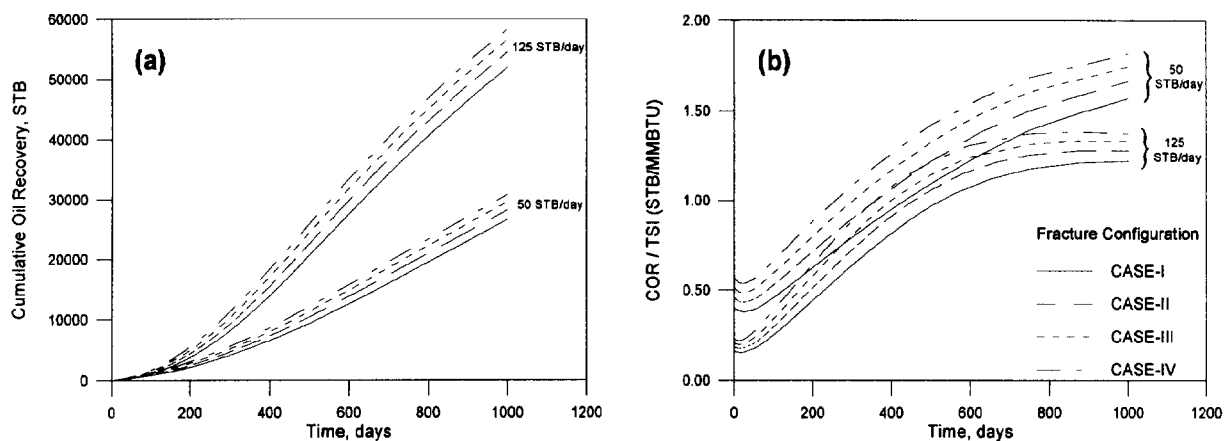 (a)
Cumulative Oil Recovery, STB
60000
50000
40000
30000
20000
10000
0
125 STB/day
50 STB/day
0 200 400 600 800 1000 1200
Time, days
(b)
COR / TSI (STB/MMBTU)
2.00
1.50
1.00
0.50
0.00
50
STB/day
125
STB/day
Fracture Configuration
CASE-I
CASE-II
CASE-III
CASE-IV
0 200 400 600 800 1000 1200
Time, days